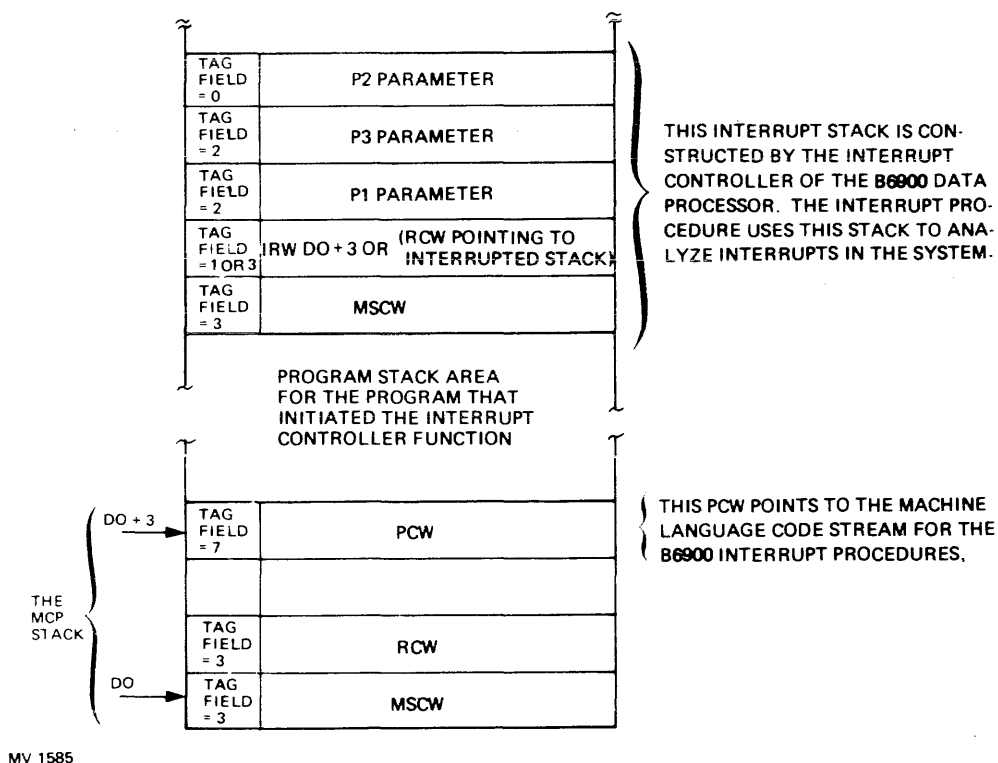 TAG
FIELD
= 0
P2 PARAMETER
TAG
FIELD
= 2
P3 PARAMETER
TAG
FIELD
= 2
P1 PARAMETER
TAG
FIELD
= 1 OR 3
IRW DO + 3 OR (RCW POINTING TO
INTERRUPTED STACK)
TAG
FIELD
= 3
MSCW
THIS INTERRUPT STACK IS CON-
STRUCTED BY THE INTERRUPT
CONTROLLER OF THE B6900 DATA
PROCESSOR. THE INTERRUPT PRO-
CEDURE USES THIS STACK TO ANA-
LYZE INTERRUPTS IN THE SYSTEM.
PROGRAM STACK AREA
FOR THE PROGRAM THAT
INITIATED THE INTERRUPT
CONTROLLER FUNCTION
DO + 3
TAG
FIELD
= 7
PCW
THIS PCW POINTS TO THE MACHINE
LANGUAGE CODE STREAM FOR THE
B6900 INTERRUPT PROCEDURES,
THE
MCP
STACK
TAG
FIELD
= 3
RCW
DO
TAG
FIELD
= 3
MSCW
MV 1585